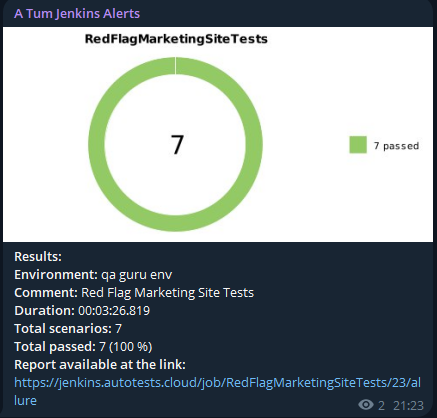 A Tum Jenkins Alerts
RedFlagMarketingSiteTests
7
7 passed
Results:
Environment: qa guru env
Comment: Red Flag Marketing Site Tests
Duration: 00:03:26.819
Total scenarios: 7
Total passed: 7 (100 %)
Report available at the link:
https://jenkins.autotests.cloud/job/RedFlagMarketingSiteTests/23/al
lure
2 21:23